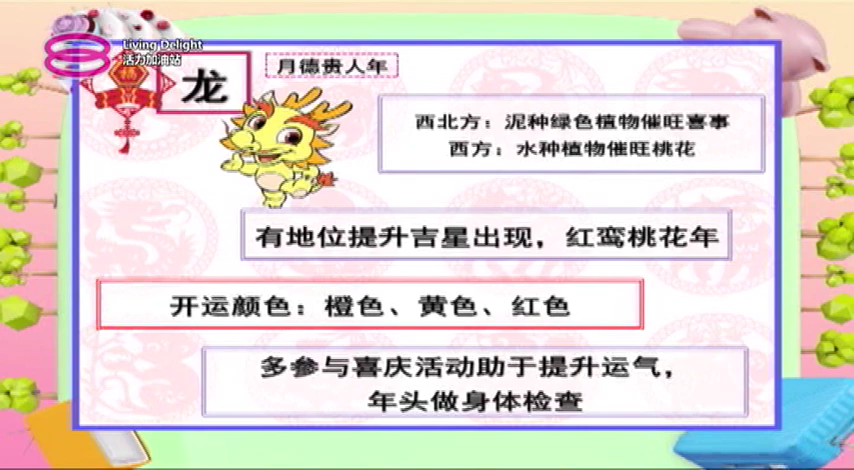 Living Delight
活力加油站
福
龙
月德贵人年
西北方：泥种绿色植物催旺喜事
西方：水种植物催旺桃花
有地位提升吉星出现，红鸾桃花年
开运颜色：橙色、黄色、红色
多参与喜庆活动助于提升运气，
年头做身体检查